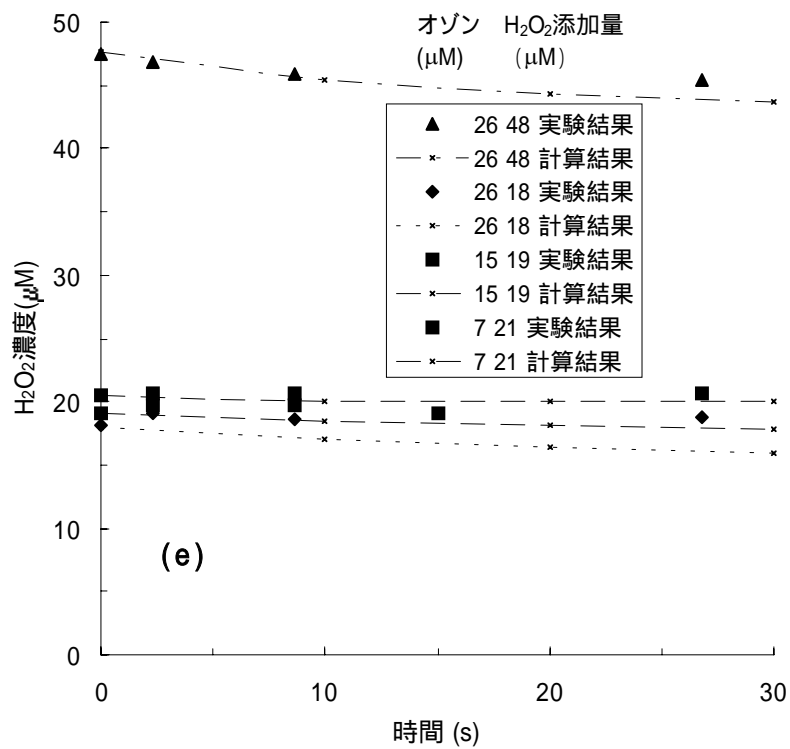 オゾン H₂O₂添加量
(μM) (μM)
50
40
30
20
10
0
H₂O₂濃度(μM)
26 48 実験結果
26 48 計算結果
26 18 実験結果
26 18 計算結果
15 19 実験結果
15 19 計算結果
7 21 実験結果
7 21 計算結果
(e)
0 10 20 30
時間 (s)